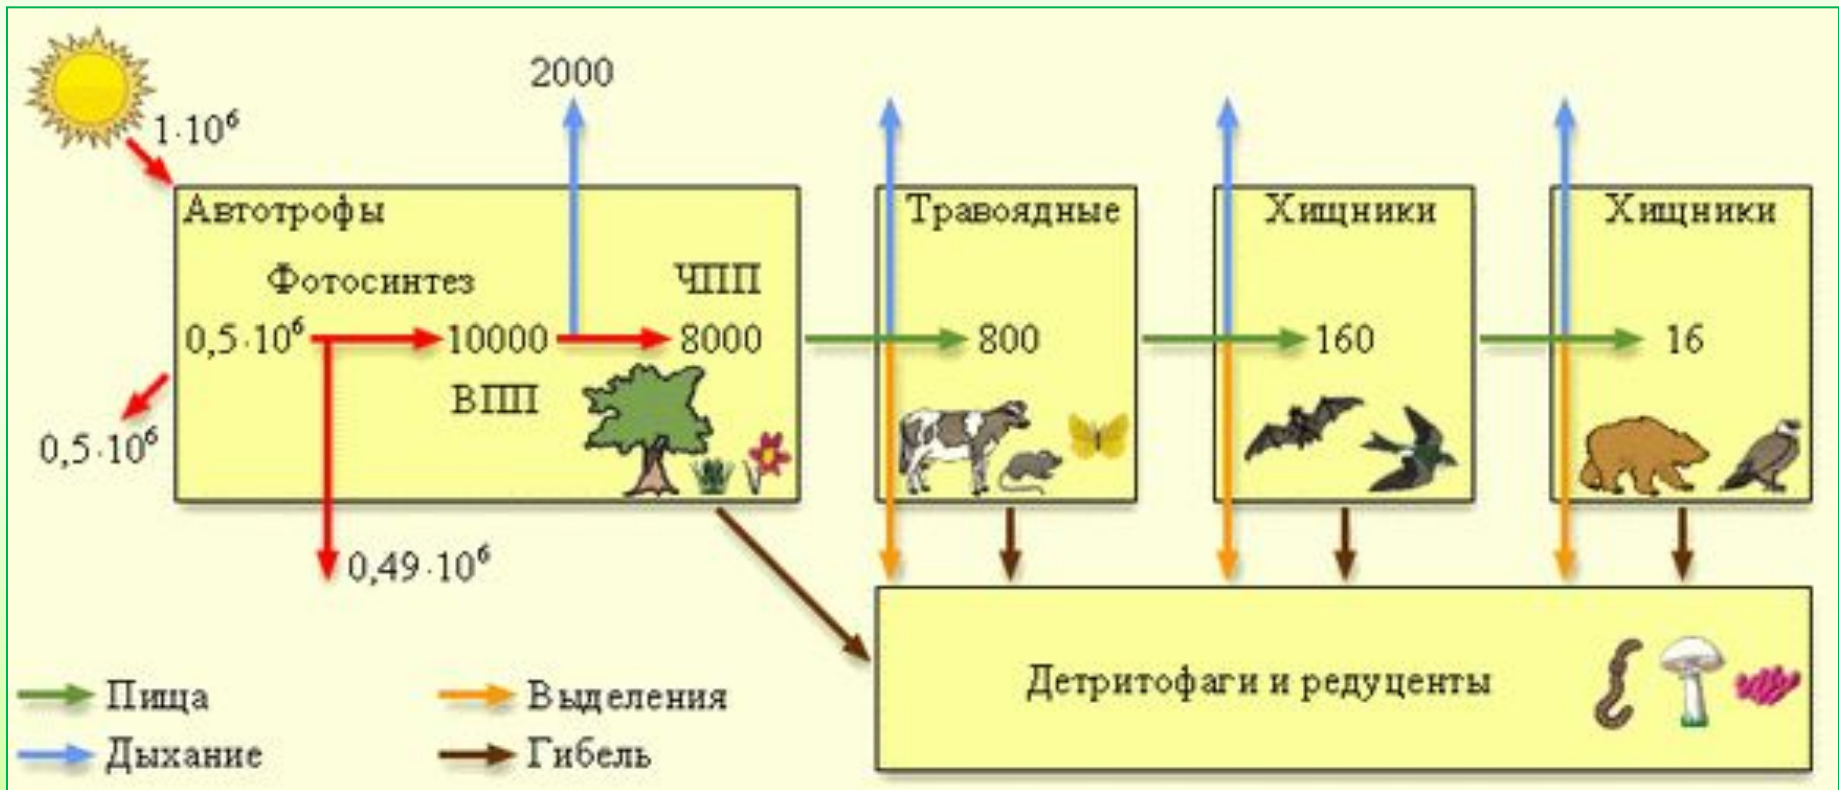 2000
1·10⁶
Автотрофы
Травоядные
Хищники
Хищники
Фотосинтез
ЧПП
0,5·10⁶
10000
8000
800
160
16
ВПП
0,5·10⁶
0,49·10⁶
Детритофаги и редуценты
Пища
Выделения
Дыхание
Гибель